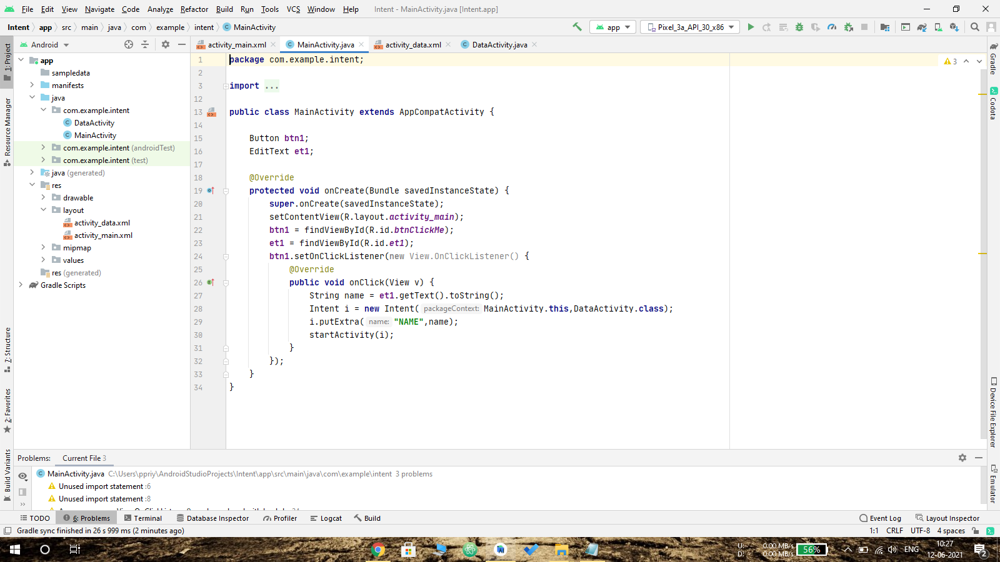 File Edit View Navigate Code Analyze Refactor Build Run Tools VCS Window Help Intent - MainActivity.java [Intent.app]
Intent app src main java com example intent MainActivity app Pixel_3a_API_30_x86
1: Project
Resource Manager
7: Structure
2: Favorites
Build Variants
Android
app
sampledata
manifests
java
com.example.intent
DataActivity
MainActivity
com.example.intent (androidTest)
com.example.intent (test)
java (generated)
res
drawable
layout
activity_data.xml
activity_main.xml
mipmap
values
res (generated)
Gradle Scripts
activity_main.xml MainActivity.java activity_data.xml DataActivity.java
3
1 package com.example.intent;
2
3 import ...
12
13 public class MainActivity extends AppCompatActivity {
14
15 Button btn1;
16 EditText et1;
17
18 @Override
19 protected void onCreate(Bundle savedInstanceState) {
20 super.onCreate(savedInstanceState);
21 setContentView(R.layout.activity_main);
22 btn1 = findViewById(R.id.btnClickMe);
23 et1 = findViewById(R.id.et1);
24 btn1.setOnClickListener(new View.OnClickListener() {
25 @Override
26 public void onClick(View v) {
27 String name = et1.getText().toString();
28 Intent i = new Intent( packageContext: MainActivity.this,DataActivity.class);
29 i.putExtra( name: "NAME",name);
30 startActivity(i);
31 }
32 });
33 }
34 }
Gradle
Codota
Device File Explorer
Emulator
Problems: Current File 3
MainActivity.java C:\Users\ppriy\AndroidStudioProjects\Intent\app\src\main\java\com\example\intent 3 problems
Unused import statement :6
Unused import statement :8
TODO 6: Problems Terminal Database Inspector Profiler Logcat Build Event Log Layout Inspector
Gradle sync finished in 26 s 999 ms (2 minutes ago) 1:1 CRLF UTF-8 4 spaces
U: 0.00 MB/s
D: 0.00 MB/s
56%
ENG
10:27
12-06-2021
2